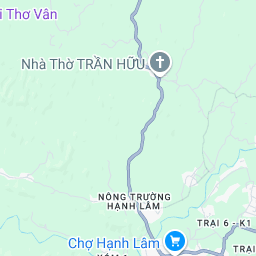 i Thơ Vân
Nhà Thờ TRẦN HỮU
NÔNG TRƯỜNG
HẠNH LÂM
TRẠI 6 - K1
Chợ Hạnh Lâm
TRẠI